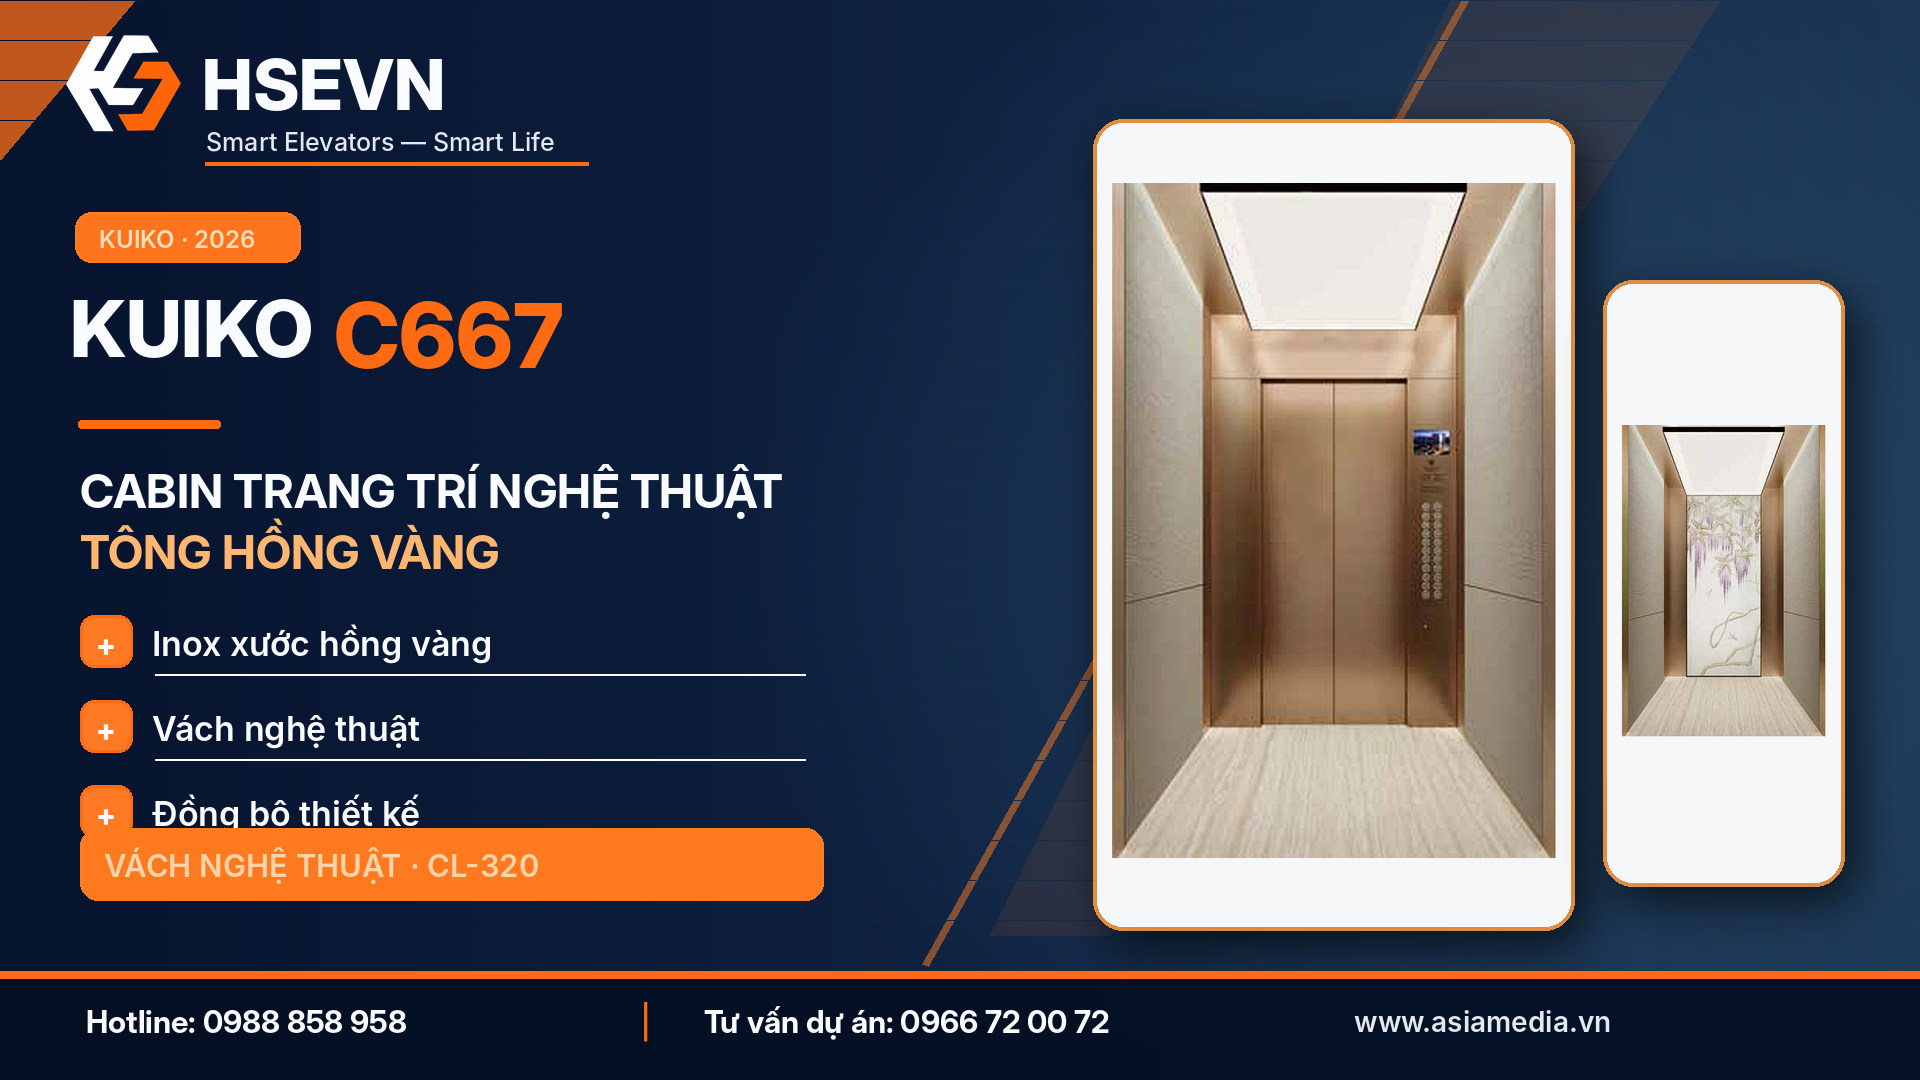 HSEVN
Smart Elevators — Smart Life
KUIKO · 2026
KUIKO C667
CABIN TRANG TRÍ NGHỆ THUẬT
TÔNG HỒNG VÀNG
+ Inox xước hồng vàng
+ Vách nghệ thuật
+ Đồng bộ thiết kế
VÁCH NGHỆ THUẬT · CL-320
Hotline: 0988 858 958
Tư vấn dự án: 0966 72 00 72
www.asiamedia.vn